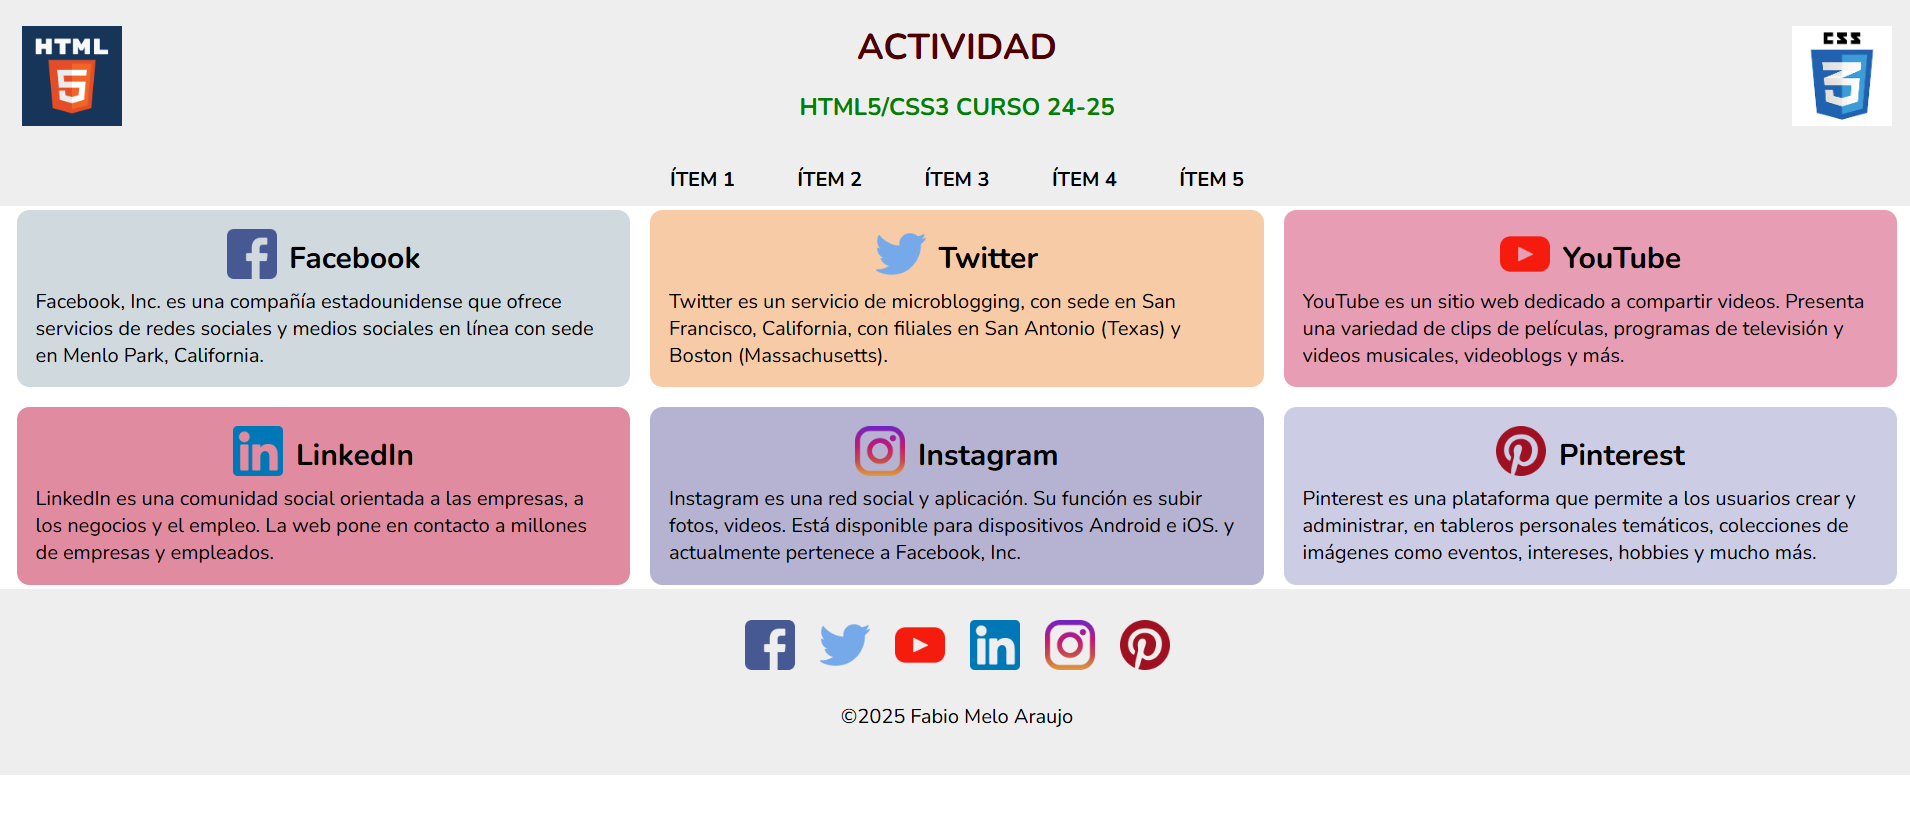 HTML
5
ACTIVIDAD
CSS
3
HTML5/CSS3 CURSO 24-25
ÍTEM 1 ÍTEM 2 ÍTEM 3 ÍTEM 4 ÍTEM 5
Facebook
Facebook, Inc. es una compañía estadounidense que ofrece
servicios de redes sociales y medios sociales en línea con sede
en Menlo Park, California.
Twitter
Twitter es un servicio de microblogging, con sede en San
Francisco, California, con filiales en San Antonio (Texas) y
Boston (Massachusetts).
YouTube
YouTube es un sitio web dedicado a compartir videos. Presenta
una variedad de clips de películas, programas de televisión y
videos musicales, videoblogs y más.
in LinkedIn
LinkedIn es una comunidad social orientada a las empresas, a
los negocios y el empleo. La web pone en contacto a millones
de empresas y empleados.
Instagram
Instagram es una red social y aplicación. Su función es subir
fotos, videos. Está disponible para dispositivos Android e iOS. y
actualmente pertenece a Facebook, Inc.
Pinterest
Pinterest es una plataforma que permite a los usuarios crear y
administrar, en tableros personales temáticos, colecciones de
imágenes como eventos, intereses, hobbies y mucho más.
in
©2025 Fabio Melo Araujo